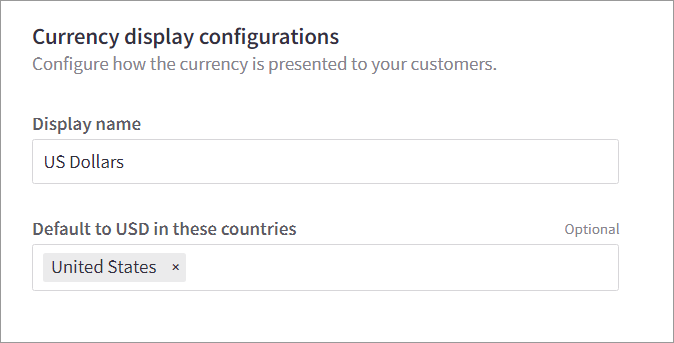 Currency display configurations
Configure how the currency is presented to your customers.
Display name
US Dollars
Default to USD in these countries Optional
United States ×